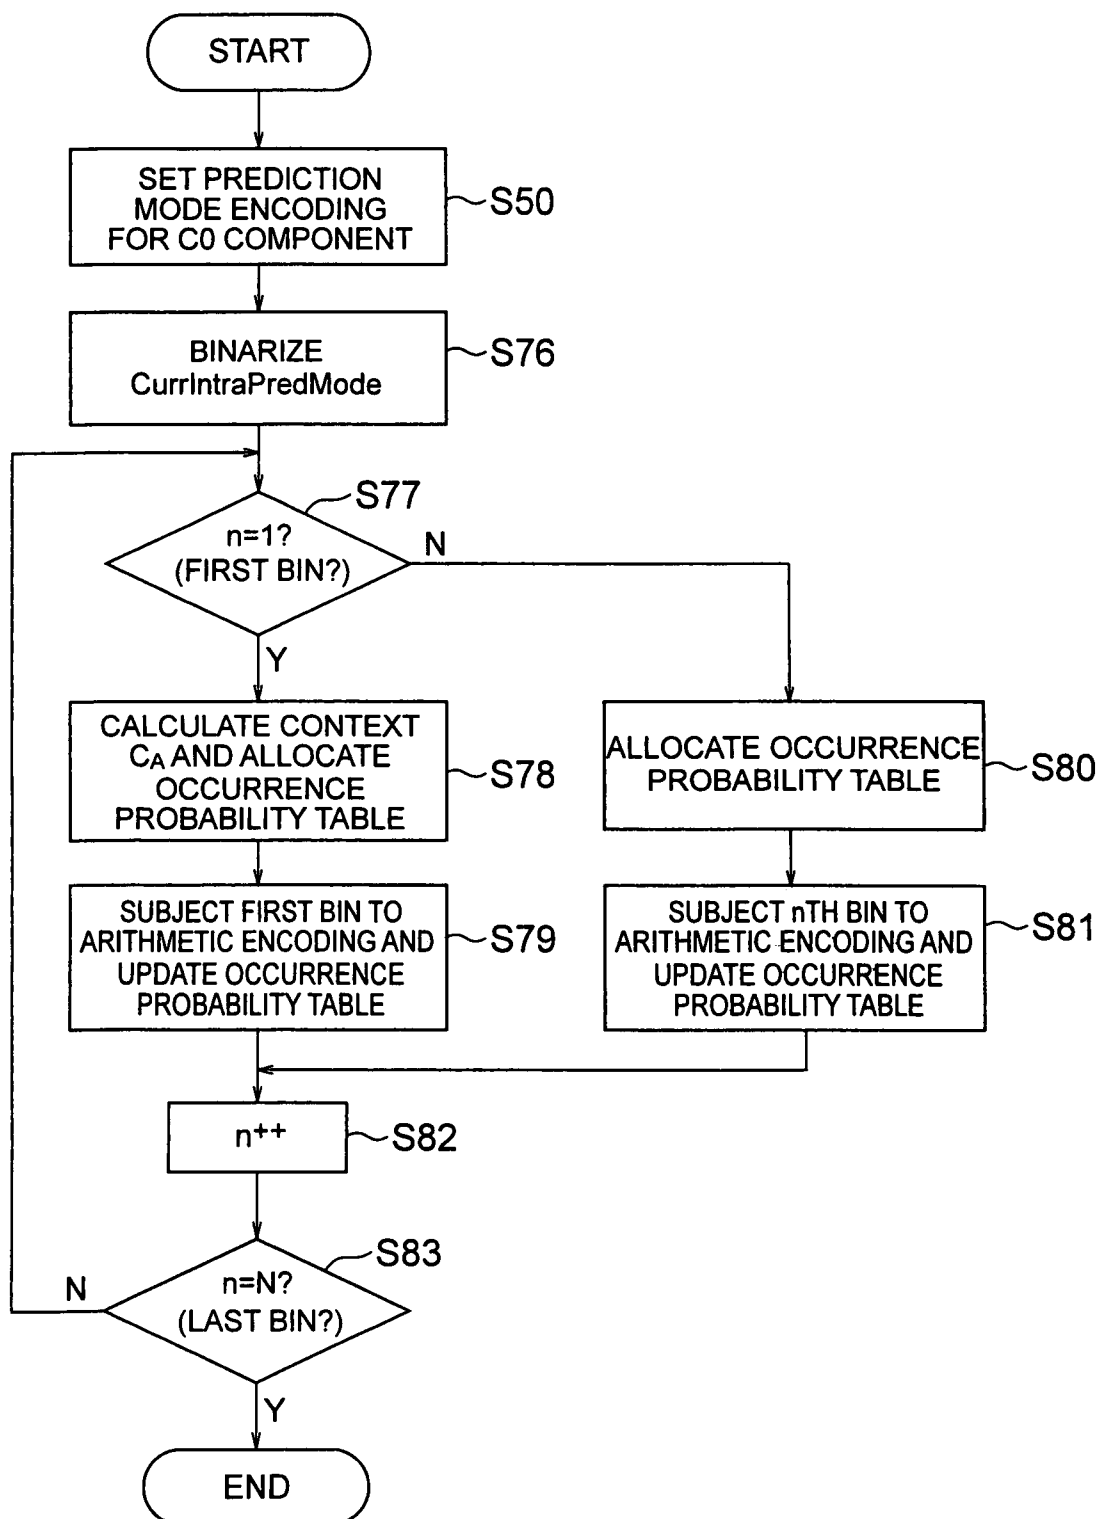 START
SET PREDICTION
MODE ENCODING
FOR C0 COMPONENT
S50
BINARIZE
CurrIntraPredMode
S76
S77
n=1?
(FIRST BIN?)
N
Y
CALCULATE CONTEXT
CA AND ALLOCATE
OCCURRENCE
PROBABILITY TABLE
S78
ALLOCATE OCCURRENCE
PROBABILITY TABLE
S80
SUBJECT FIRST BIN TO
ARITHMETIC ENCODING AND
UPDATE OCCURRENCE
PROBABILITY TABLE
S79
SUBJECT nTH BIN TO
ARITHMETIC ENCODING AND
UPDATE OCCURRENCE
PROBABILITY TABLE
S81
n++
S82
S83
n=N?
(LAST BIN?)
N
Y
END